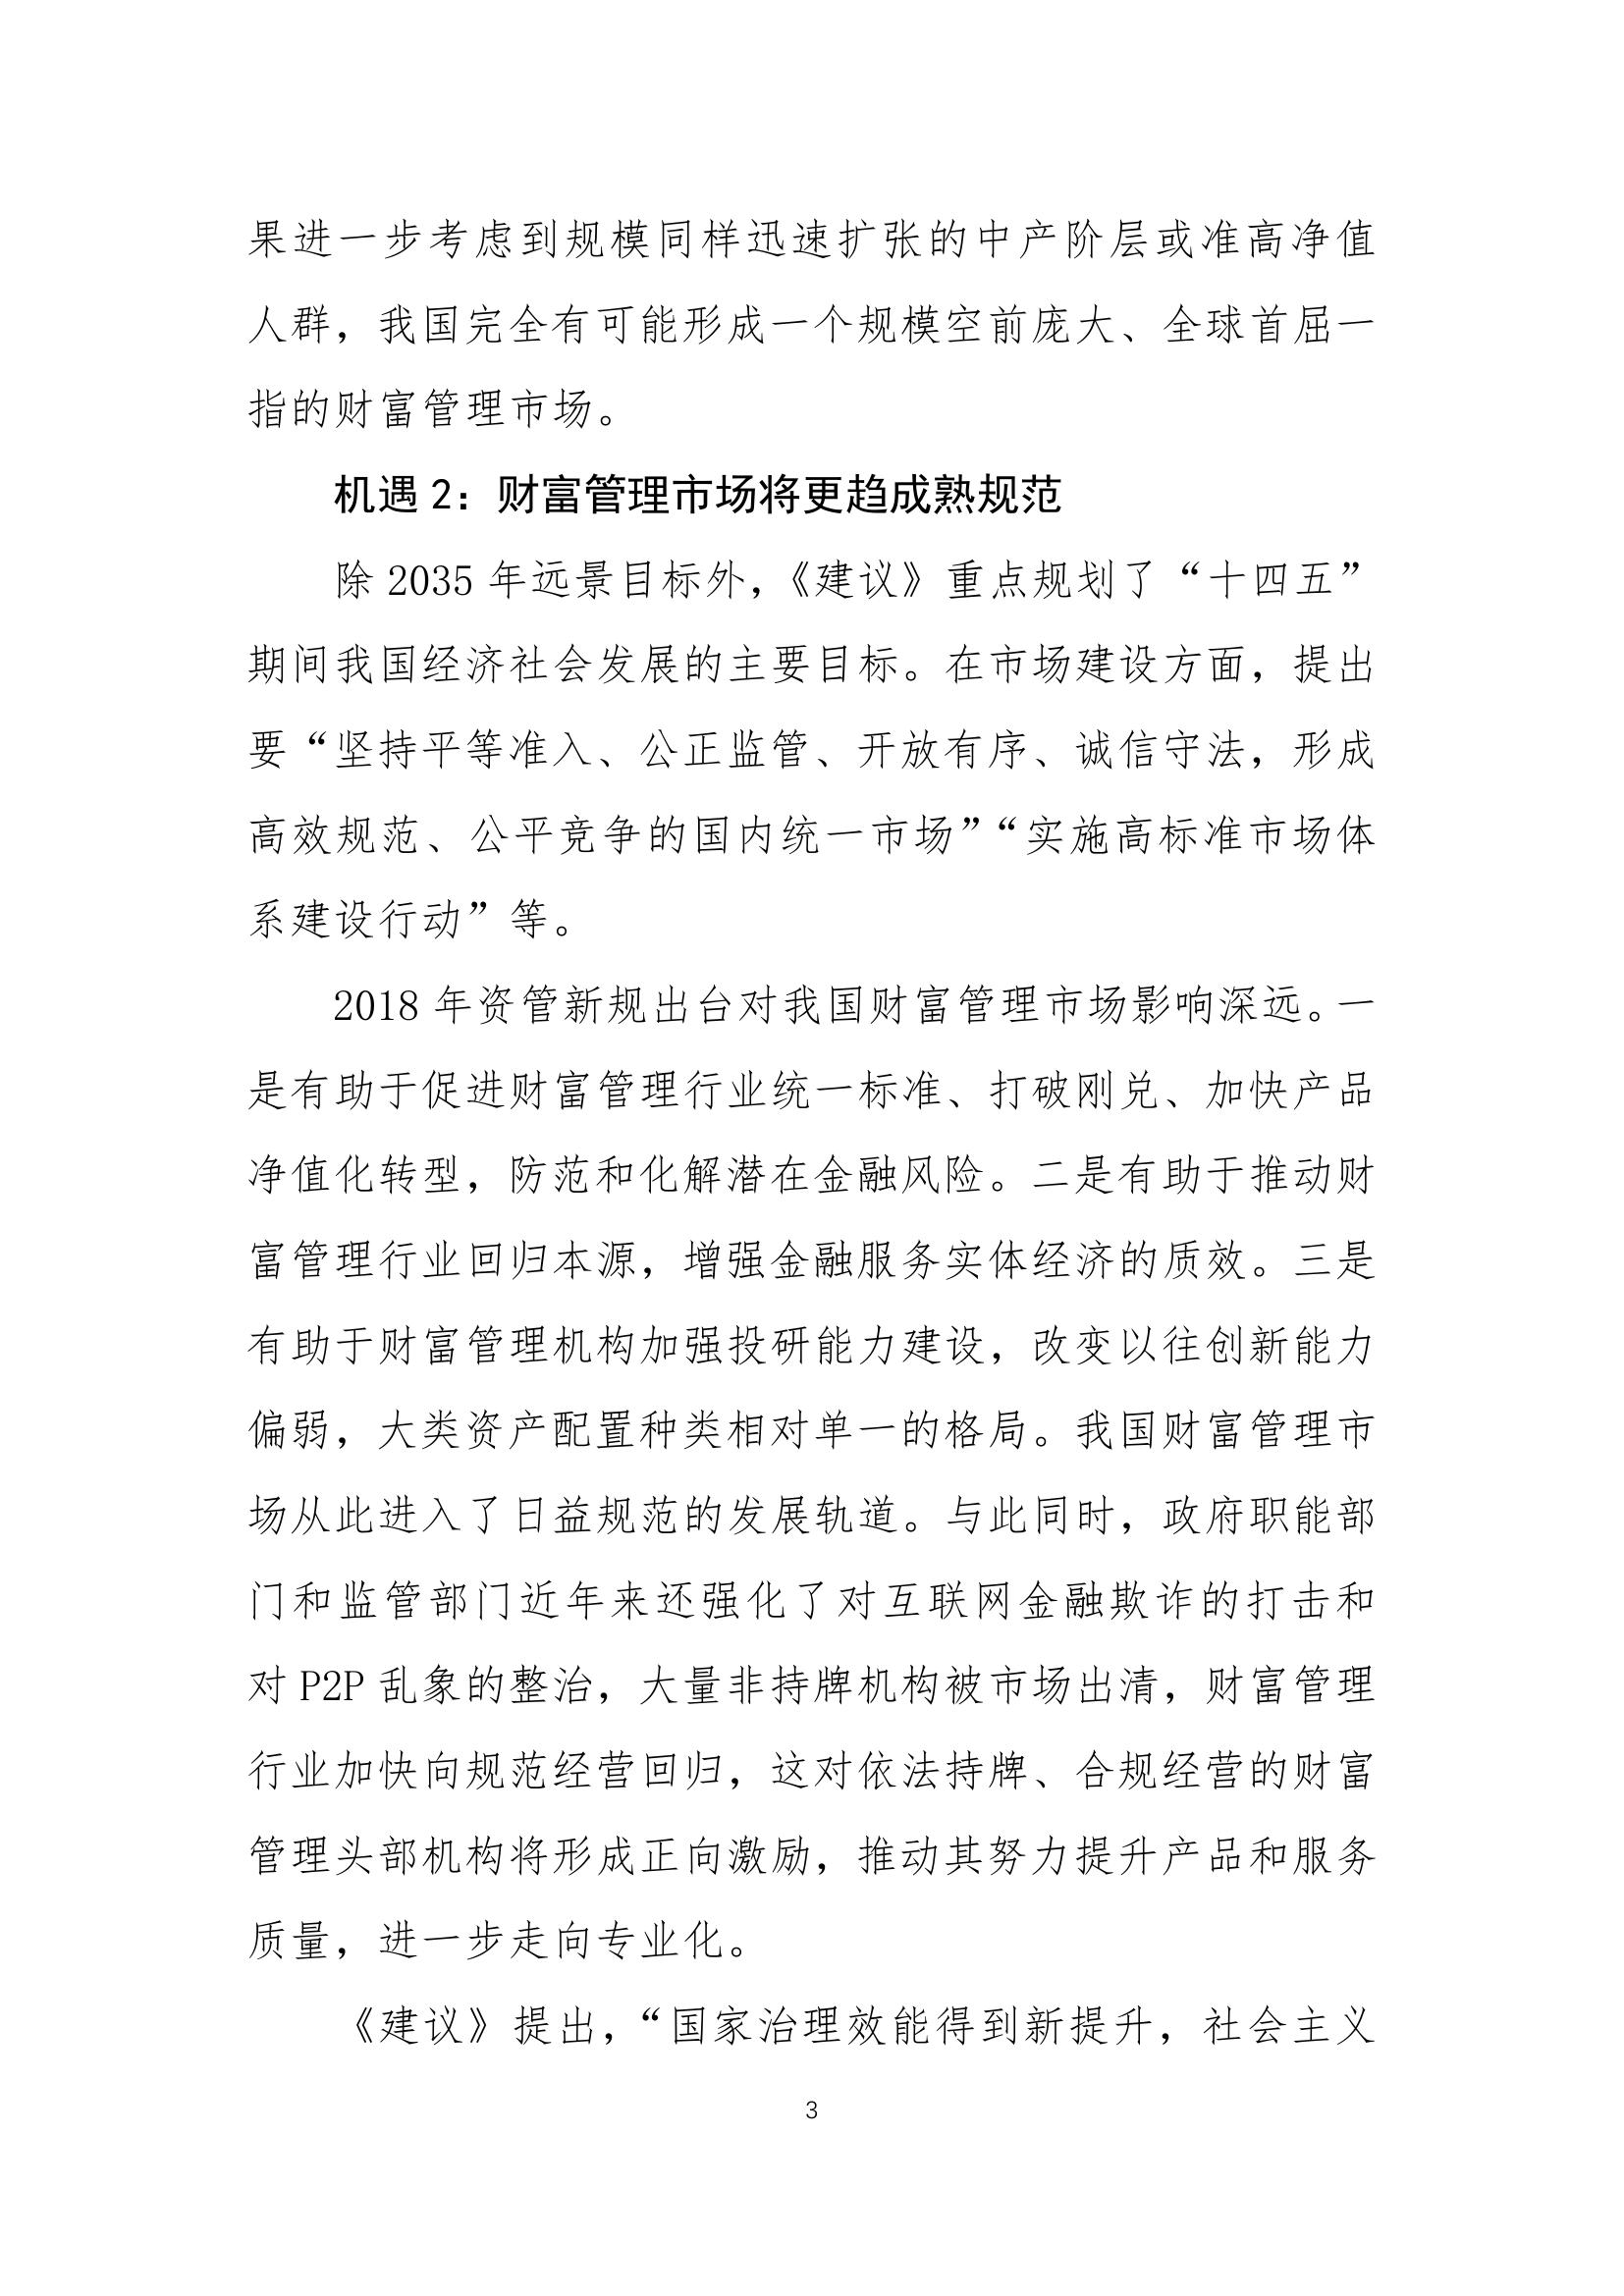 果进一步考虑到规模同样迅速扩张的中产阶层或准高净值
人群，我国完全有可能形成一个规模空前庞大、全球首屈一
指的财富管理市场。
机遇 2：财富管理市场将更趋成熟规范
除 2035 年远景目标外，《建议》重点规划了“十四五”
期间我国经济社会发展的主要目标。在市场建设方面，提出
要“坚持平等准入、公正监管、开放有序、诚信守法，形成
高效规范、公平竞争的国内统一市场”“实施高标准市场体
系建设行动”等。
2018 年资管新规出台对我国财富管理市场影响深远。一
是有助于促进财富管理行业统一标准、打破刚兑、加快产品
净值化转型，防范和化解潜在金融风险。二是有助于推动财
富管理行业回归本源，增强金融服务实体经济的质效。三是
有助于财富管理机构加强投研能力建设，改变以往创新能力
偏弱，大类资产配置种类相对单一的格局。我国财富管理市
场从此进入了日益规范的发展轨道。与此同时，政府职能部
门和监管部门近年来还强化了对互联网金融欺诈的打击和
对 P2P 乱象的整治，大量非持牌机构被市场出清，财富管理
行业加快向规范经营回归，这对依法持牌、合规经营的财富
管理头部机构将形成正向激励，推动其努力提升产品和服务
质量，进一步走向专业化。
《建议》提出，“国家治理效能得到新提升，社会主义
3